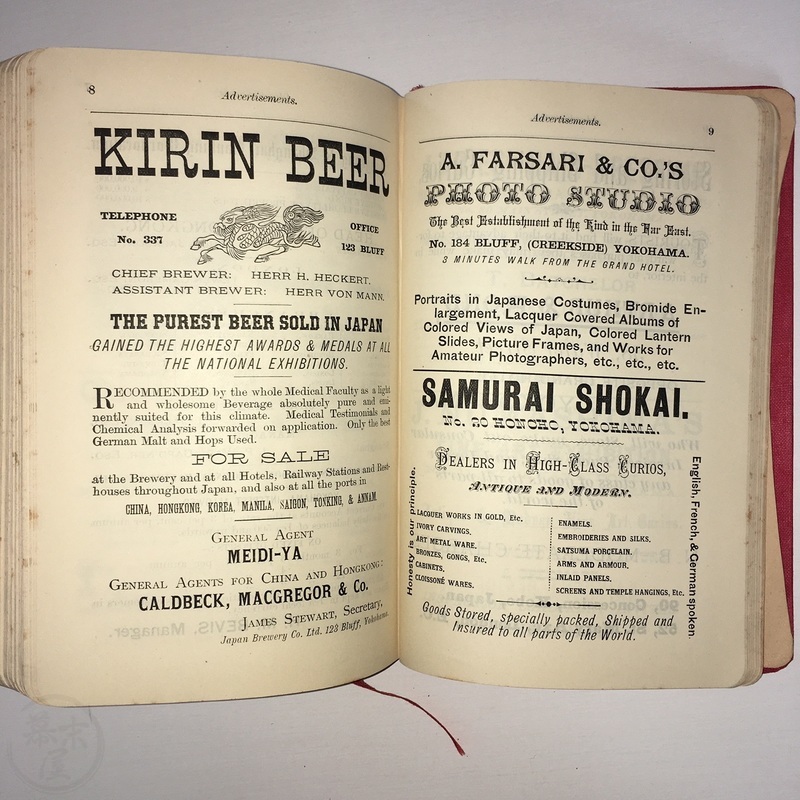 8
Advertisements.
KIRIN BEER
TELEPHONE
No. 337
OFFICE
123 BLUFF
CHIEF BREWER: HERR H. HECKERT.
ASSISTANT BREWER: HERR VON MANN.
THE PUREST BEER SOLD IN JAPAN
GAINED THE HIGHEST AWARDS & MEDALS AT ALL
THE NATIONAL EXHIBITIONS.
RECOMMENDED by the whole Medical Faculty as a light
and wholesome Beverage absolutely pure and emi-
nently suited for this climate. Medical Testimonials and
Chemical Analysis forwarded on application. Only the best
German Malt and Hops Used.
FOR SALE
at the Brewery and at all Hotels, Railway Stations and Rest-
houses throughout Japan, and also at all the ports in
CHINA, HONGKONG, KOREA, MANILA, SAIGON, TONKING, & ANNAM.
GENERAL AGENT
MEIDI-YA
GENERAL AGENTS FOR CHINA AND HONGKONG:
CALDBECK, MACGREGOR & Co.
JAMES STEWART, Secretary,
Japan Brewery Co. Ltd. 123 Bluff, Yokohama.
Advertisements.
9
A. FARSARI & CO.'S
PHOTO STUDIO
The Best Establishment of the Kind in the Far East.
No. 184 BLUFF, (CREEKSIDE) YOKOHAMA.
3 MINUTES WALK FROM THE GRAND HOTEL.
Portraits in Japanese Costumes, Bromide En-
largement, Lacquer Covered Albums of
Colored Views of Japan, Colored Lantern
Slides, Picture Frames, and Works for
Amateur Photographers, etc., etc., etc.
SAMURAI SHOKAI.
No. 20 HONCHO, YOKOHAMA.
DEALERS IN HIGH-CLASS CURIOS,
ANTIQUE AND MODERN.
Honesty is our principle.
LACQUER WORKS IN GOLD, Etc.
IVORY CARVINGS.
ART METAL WARE.
BRONZES, GONGS, Etc.
CABINETS.
CLOISSONÉ WARES.
ENAMELS.
EMBROIDERIES AND SILKS.
SATSUMA PORCELAIN.
ARMS AND ARMOUR.
INLAID PANELS.
SCREENS AND TEMPLE HANGINGS, Etc.
English, French, & German spoken.
Goods Stored, specially packed, Shipped and
Insured to all parts of the World.
幕末屋